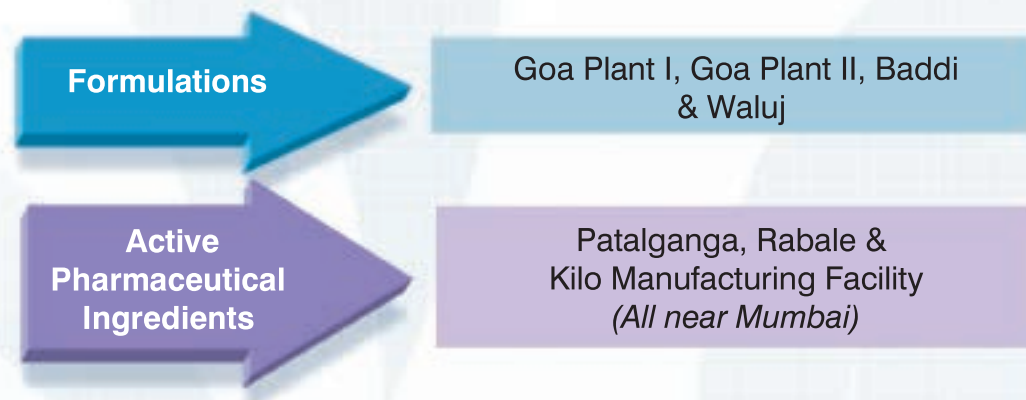 Formulations
Goa Plant I, Goa Plant II, Baddi
& Waluj
Active
Pharmaceutical
Ingredients
Patalganga, Rabale &
Kilo Manufacturing Facility
(All near Mumbai)